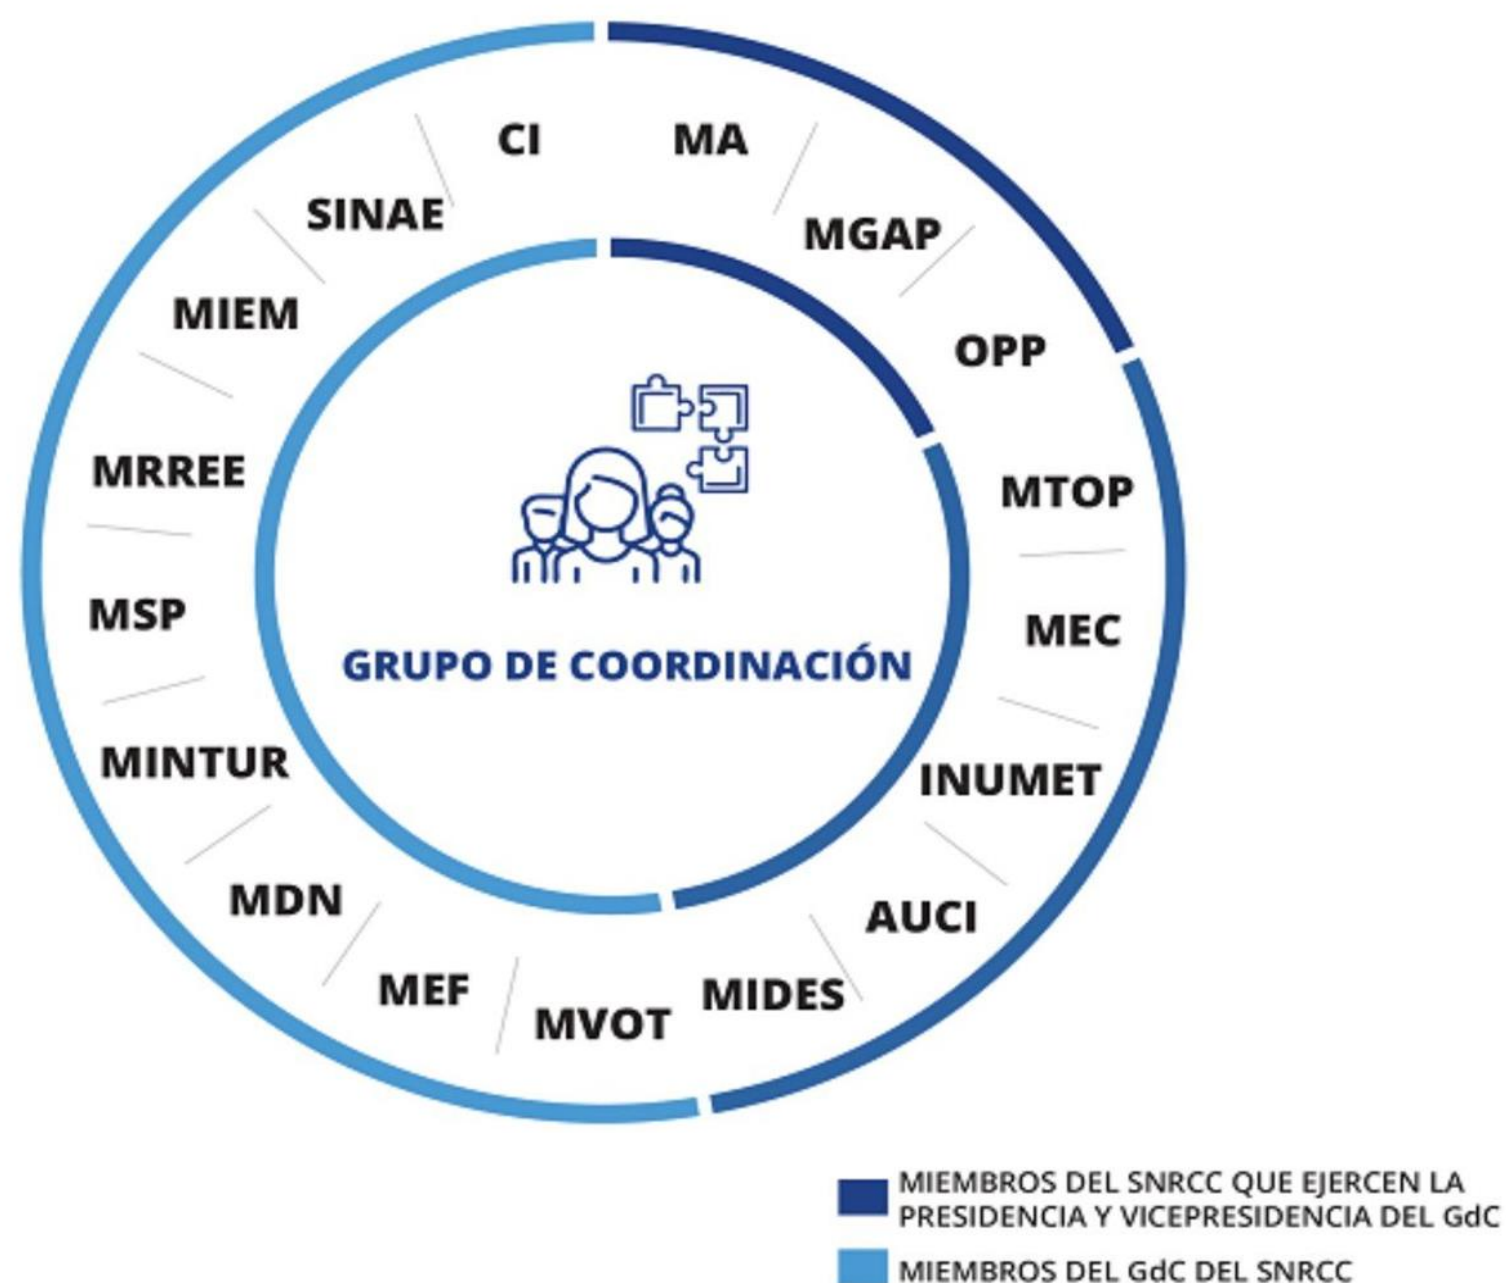 CI
MA
SINAE
MGAP
MIEM
OPP
MRREE
MTOP
MSP
MEC
GRUPO DE COORDINACIÓN
MINTUR
INUMET
MDN
AUCI
MEF
MIDES
MVOT
MIEMBROS DEL SNRCC QUE EJERCEN LA
PRESIDENCIA Y VICEPRESIDENCIA DEL GdC
MIEMBROS DEL GdC DEL SNRCC